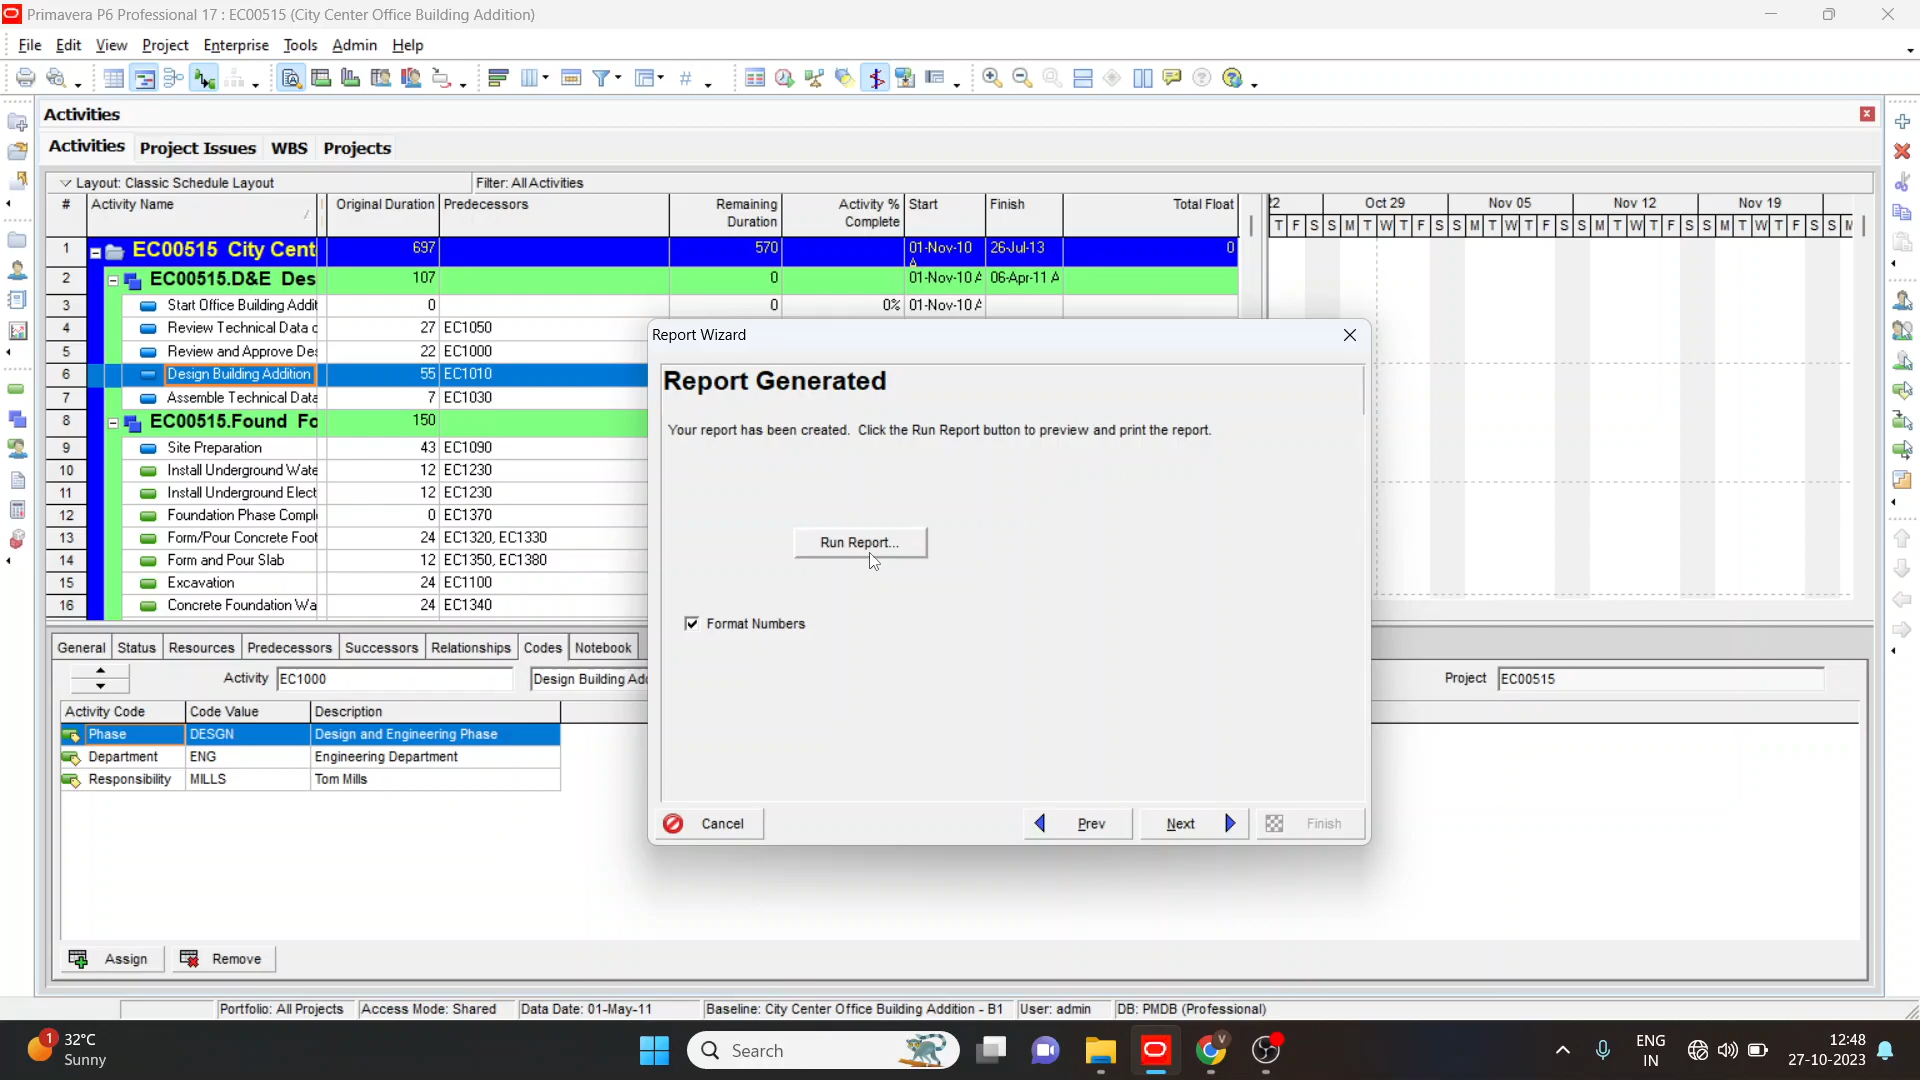 Primavera P6 Professional 17 : EC00515 (City Center Office Building Addition)
File Edit View Project Enterprise Tools Admin Help
Activities
Activities Project Issues WBS Projects
Layout: Classic Schedule Layout Filter: All Activities
# Activity Name Original Duration Predecessors Remaining Duration Activity % Complete Start Finish Total Float
Oct 29 Nov 05 Nov 12 Nov 19
T F S S M T W T F S S M T W T F S S M T W T F S S M T W T F S S M
1 EC00515 City Cent 697 570 01-Nov-10 A 26-Jul-13 0
2 EC00515.D&E Des 107 0 01-Nov-10 A 06-Apr-11 A
3 Start Office Building Addit 0 0 0% 01-Nov-10 A
4 Review Technical Data 27 EC1050
5 Review and Approve De 22 EC1000
6 Design Building Addition 55 EC1010
7 Assemble Technical Data 7 EC1030
8 EC00515.Found Fo 150
9 Site Preparation 43 EC1090
10 Install Underground Wate 12 EC1230
11 Install Underground Elect 12 EC1230
12 Foundation Phase Compl 0 EC1370
13 Form/Pour Concrete Foot 24 EC1320, EC1330
14 Form and Pour Slab 12 EC1350, EC1380
15 Excavation 24 EC1100
16 Concrete Foundation Wa 24 EC1340
Report Wizard
Report Generated
Your report has been created. Click the Run Report button to preview and print the report.
Run Report...
Format Numbers
Cancel Prev Next Finish
General Status Resources Predecessors Successors Relationships Codes Notebook
Activity EC1000 Design Building Add Project EC00515
Activity Code Code Value Description
Phase DESGN Design and Engineering Phase
Department ENG Engineering Department
Responsibility MILLS Tom Mills
Assign Remove
Portfolio: All Projects Access Mode: Shared Data Date: 01-May-11 Baseline: City Center Office Building Addition - B1 User: admin DB: PMDB (Professional)
1 32°C
Sunny
Search
V
ENG
IN
12:48
27-10-2023